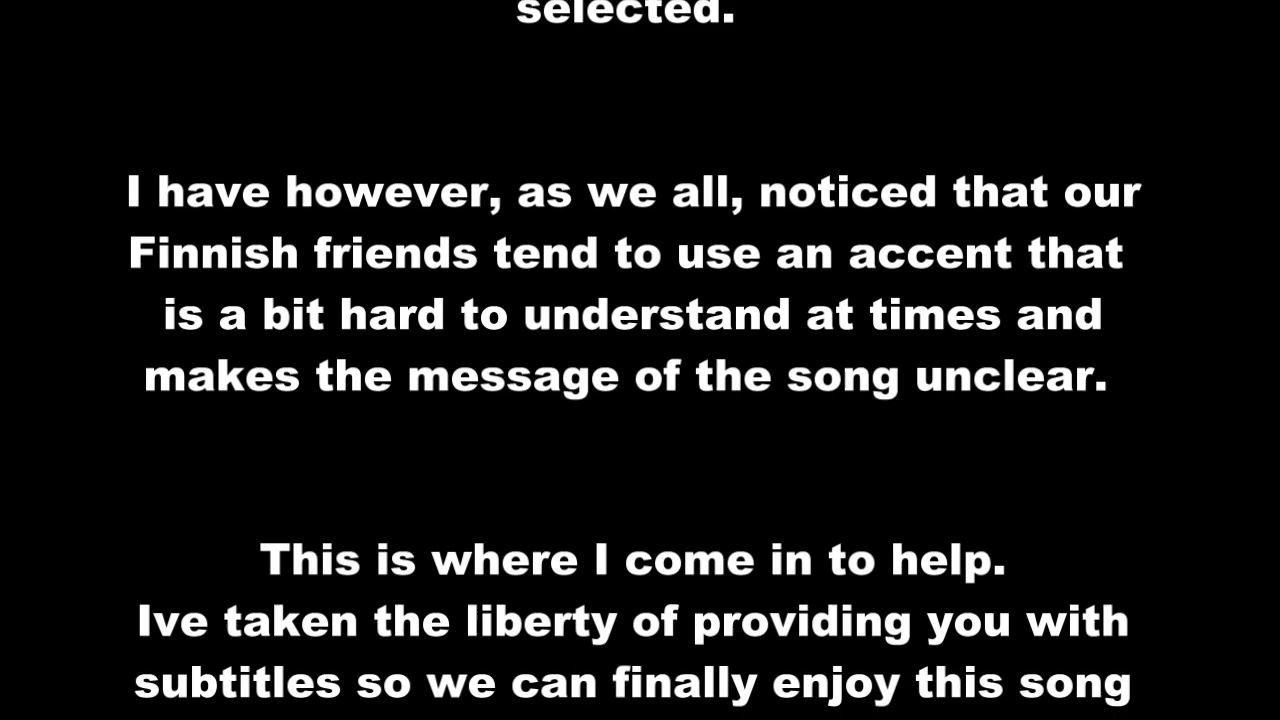 selected.
I have however, as we all, noticed that our
Finnish friends tend to use an accent that
is a bit hard to understand at times and
makes the message of the song unclear.
This is where I come in to help.
Ive taken the liberty of providing you with
subtitles so we can finally enjoy this song